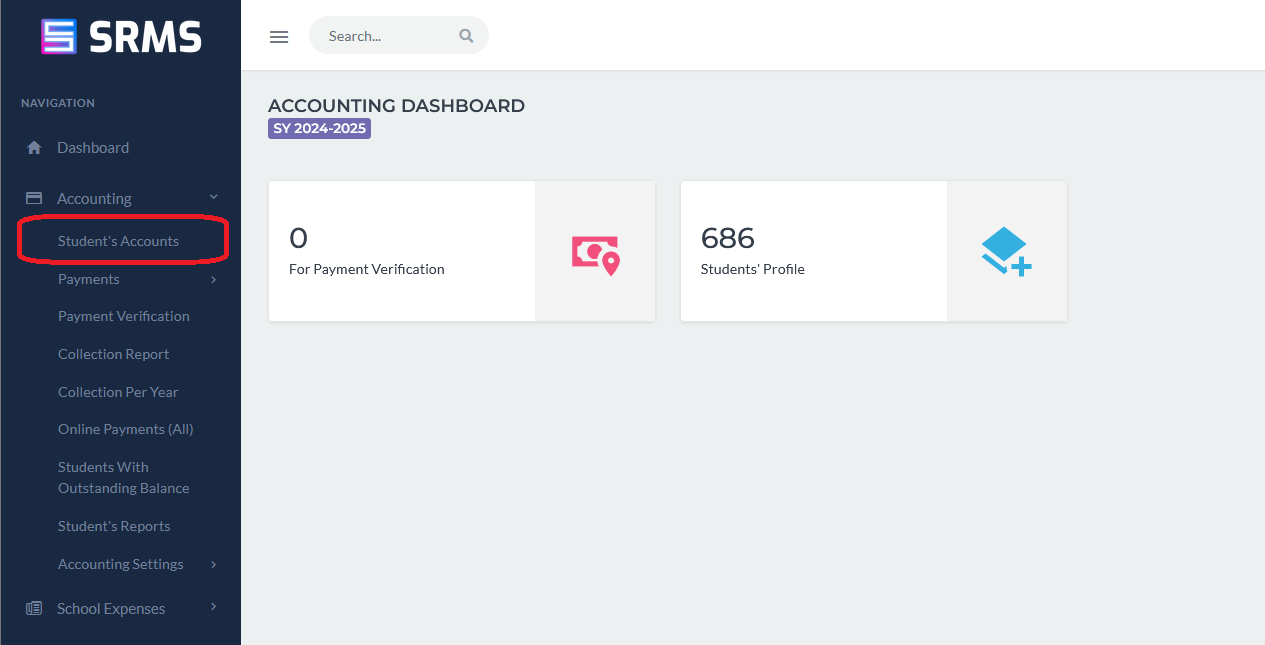 SRMS
Search...
NAVIGATION
Dashboard
Accounting
Student's Accounts
Payments
Payment Verification
Collection Report
Collection Per Year
Online Payments (All)
Students With
Outstanding Balance
Student's Reports
Accounting Settings
School Expenses
ACCOUNTING DASHBOARD
SY 2024-2025
0
For Payment Verification
686
Students' Profile